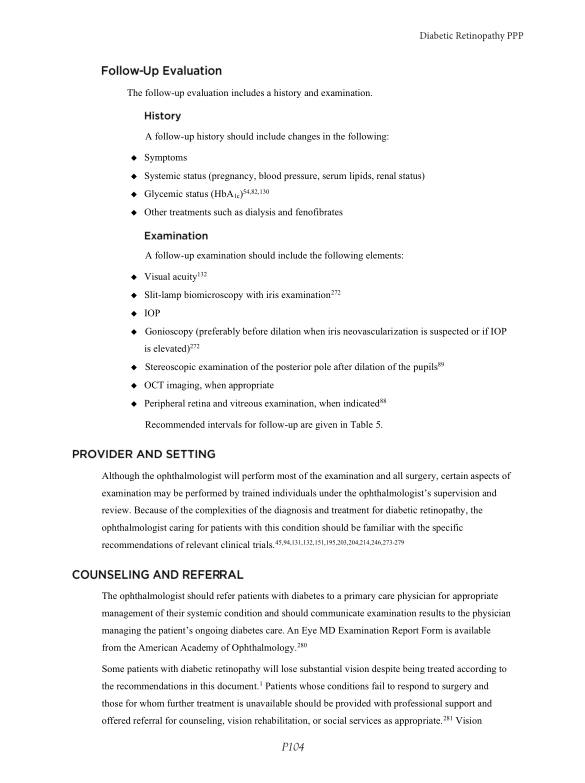 Diabetic Retinopathy PPP
Follow-Up Evaluation
The follow-up evaluation includes a history and examination.
History
A follow-up history should include changes in the following:
◆ Symptoms
◆ Systemic status (pregnancy, blood pressure, serum lipids, renal status)
◆ Glycemic status (HbA1c)54,82,130
◆ Other treatments such as dialysis and fenofibrates
Examination
A follow-up examination should include the following elements:
◆ Visual acuity132
◆ Slit-lamp biomicroscopy with iris examination272
◆ IOP
◆ Gonioscopy (preferably before dilation when iris neovascularization is suspected or if IOP
is elevated)272
◆ Stereoscopic examination of the posterior pole after dilation of the pupils89
◆ OCT imaging, when appropriate
◆ Peripheral retina and vitreous examination, when indicated88
Recommended intervals for follow-up are given in Table 5.
PROVIDER AND SETTING
Although the ophthalmologist will perform most of the examination and all surgery, certain aspects of
examination may be performed by trained individuals under the ophthalmologist's supervision and
review. Because of the complexities of the diagnosis and treatment for diabetic retinopathy, the
ophthalmologist caring for patients with this condition should be familiar with the specific
recommendations of relevant clinical trials.45,94,131,132,151,195,203,204,214,246,273-279
COUNSELING AND REFERRAL
The ophthalmologist should refer patients with diabetes to a primary care physician for appropriate
management of their systemic condition and should communicate examination results to the physician
managing the patient's ongoing diabetes care. An Eye MD Examination Report Form is available
from the American Academy of Ophthalmology.280
Some patients with diabetic retinopathy will lose substantial vision despite being treated according to
the recommendations in this document.1 Patients whose conditions fail to respond to surgery and
those for whom further treatment is unavailable should be provided with professional support and
offered referral for counseling, vision rehabilitation, or social services as appropriate.281 Vision
P104